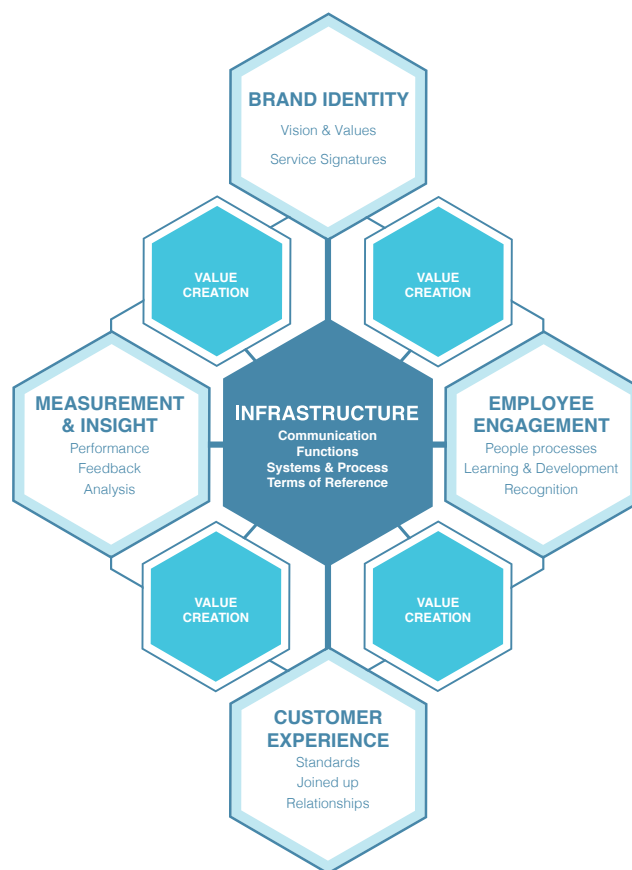 BRAND IDENTITY
Vision & Values
Service Signatures
VALUE
CREATION
VALUE
CREATION
MEASUREMENT
& INSIGHT
Performance
Feedback
Analysis
INFRASTRUCTURE
Communication
Functions
Systems & Process
Terms of Reference
EMPLOYEE
ENGAGEMENT
People processes
Learning & Development
Recognition
VALUE
CREATION
VALUE
CREATION
CUSTOMER
EXPERIENCE
Standards
Joined up
Relationships